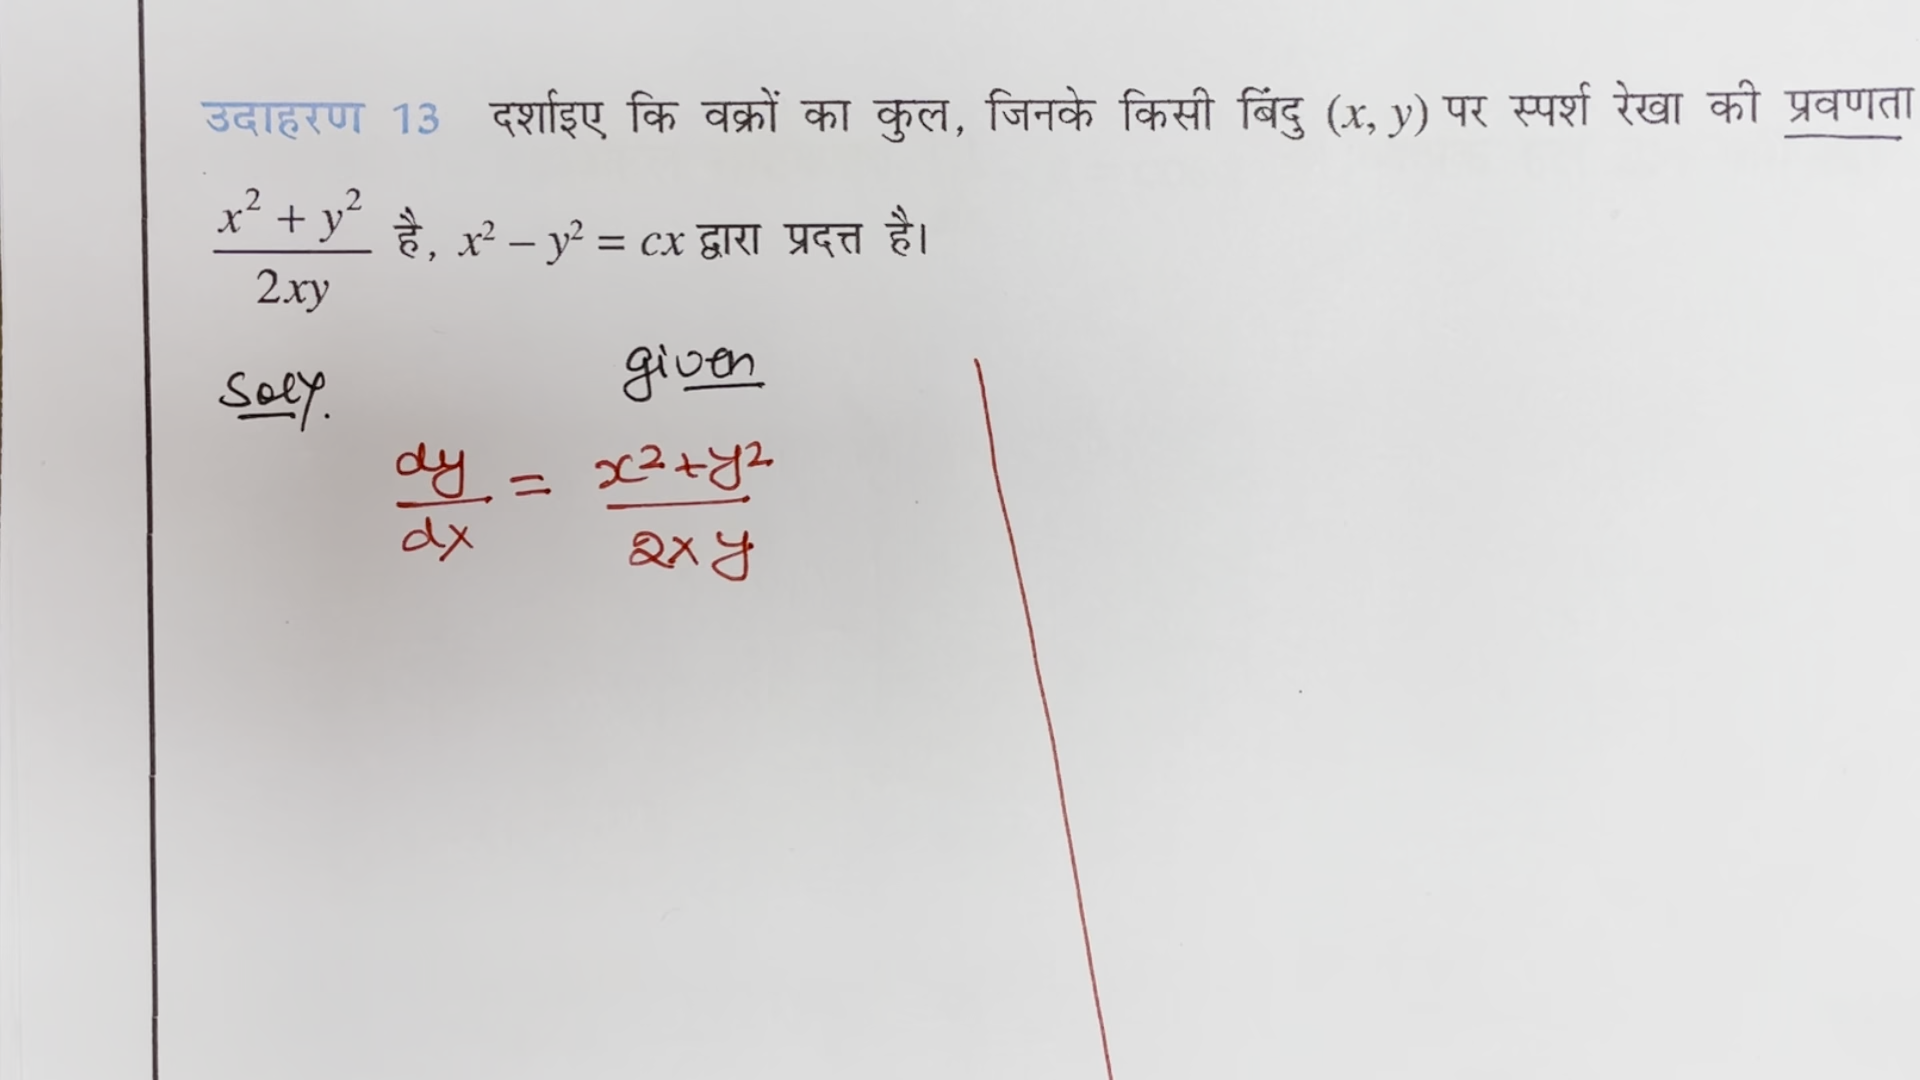 उदाहरण 13 दर्शाइए कि वक्रों का कुल, जिनके किसी बिंदु (x, y) पर स्पर्श रेखा की प्रवणता
x² + y² / 2xy है, x² – y² = cx द्वारा प्रदत्त है।
given
Solⁿ.
dy/dx = x²+y² / 2xy